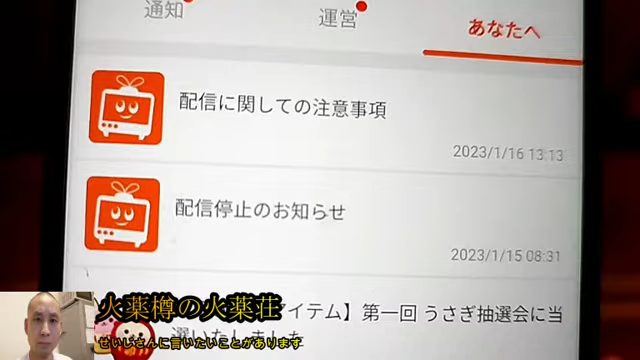 通知
運営
あなたへ
配信に関しての注意事項
2023/1/16 13:13
配信停止のお知らせ
2023/1/15 08:31
イテム】第一回 うさぎ抽選会に当
選いたしました
火薬樽の火薬荘
せいじさんに言いたいことがあります